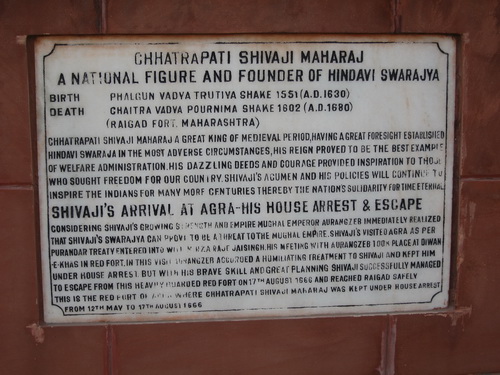 CHHATRAPATI SHIVAJI MAHARAJ
A NATIONAL FIGURE AND FOUNDER OF HINDAVI SWARAJYA
BIRTH PHALGUN VADYA TRUTIYA SHAKE 1551 (A.D.1630)
DEATH CHAITRA VADYA POURNIMA SHAKE 1602 (A.D.1680)
(RAIGAD FORT. MAHARASHTRA)
CHHATRAPATI SHIVAJI MAHARAJ A GREAT KING OF MEDIEVAL PERIOD, HAVING A GREAT FORESIGHT ESTABLISHED
HINDAVI SWARAJA IN THE MOST ADVERSE CIRCUMSTANCES, HIS REIGN PROVED TO BE THE BEST EXAMPLE
OF WELFARE ADMINISTRATION. HIS DAZZLING DEEDS AND COURAGE PROVIDED INSPIRATION TO THOSE
WHO SOUGHT FREEDOM FOR OUR COUNTRY. SHIVAJI'S ACUMEN AND HIS POLICIES WILL CONTINUE TO
INSPIRE THE INDIANS FOR MANY MORE CENTURIES THEREBY THE NATION'S SOLIDARITY FOR TIME ETERNAL
SHIVAJI'S ARRIVAL AT AGRA-HIS HOUSE ARREST & ESCAPE
CONSIDERING SHIVAJI'S GROWING STRENGTH AND EMPIRE MUGHAL EMPEROR AURANGZEB IMMEDIATELY REALIZED
THAT SHIVAJI'S SWARAJYA CAN PROVE TO BE A THREAT TO THE MUGHAL EMPIRE. SHIVAJI'S VISITED AGRA AS PER
PURANDAR TREATY ENTERED INTO WITH MIRZA RAJE JAISINGH. HIS MEETING WITH AURANGZEB TOOK PLACE AT DIWAN
-E-KHAS IN RED FORT. IN THIS VISIT AURANGZEB ACCORDED A HUMILIATING TREATMENT TO SHIVAJI AND KEPT HIM
UNDER HOUSE ARREST. BUT WITH HIS BRAVE SKILL AND GREAT PLANNING SHIVAJI SUCCESSFULLY MANAGED
TO ESCAPE FROM THIS HEAVILY GUARDED RED FORT ON 17TH AUGUST 1666 AND REACHED RAIGAD SAFELY
THIS IS THE RED FORT OF AGRA WHERE CHHATRAPATI SHIVAJI MAHARAJ WAS KEPT UNDER HOUSE ARREST
FROM 12TH MAY TO 17TH AUGUST 1666